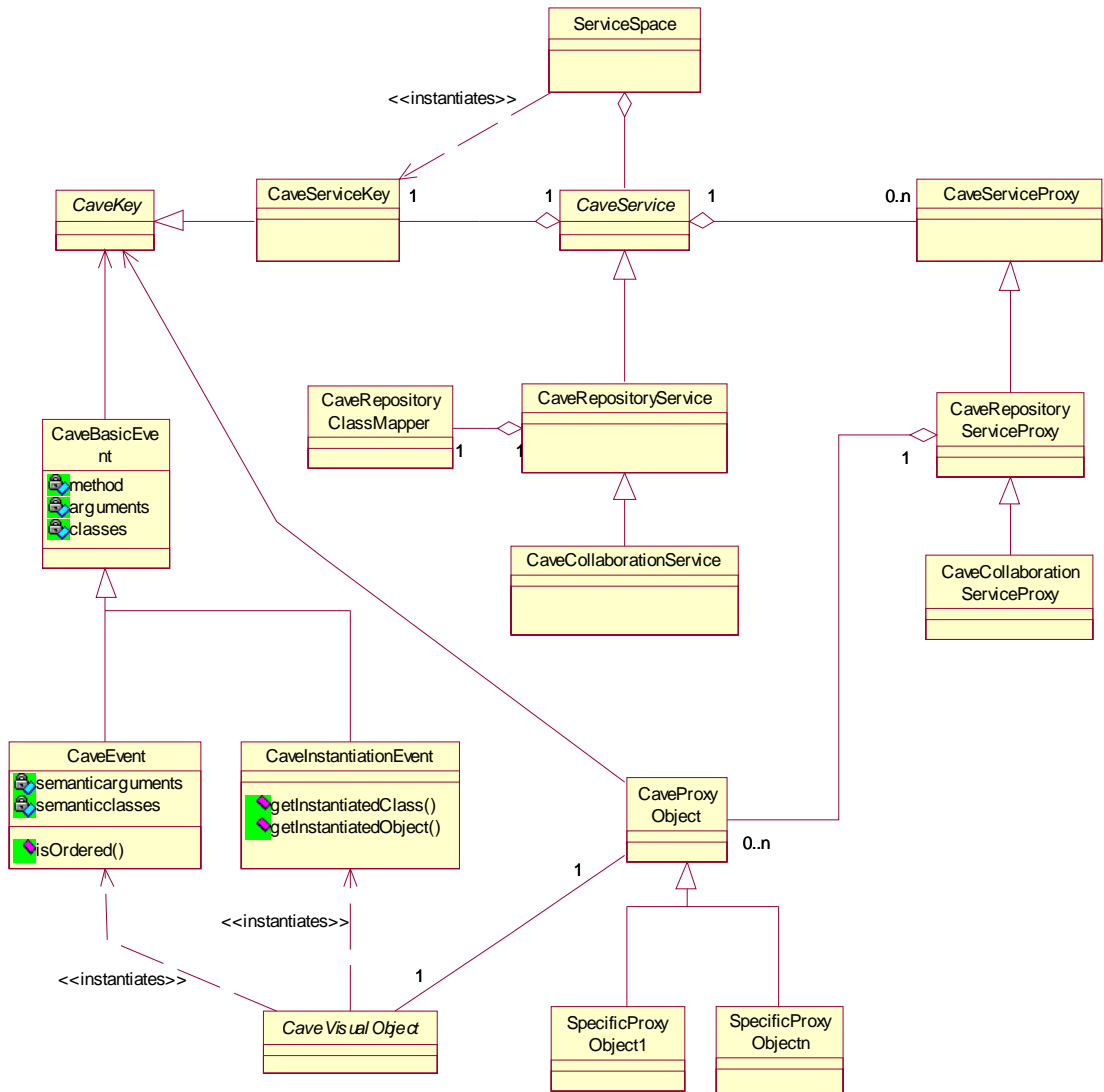 ServiceSpace
<<instantiates>>
CaveKey
CaveServiceKey
1
1
CaveService
1
0..n
CaveServiceProxy
CaveRepository
ClassMapper
1
1
CaveRepositoryService
CaveRepository
ServiceProxy
1
CaveBasicEve
nt
method
arguments
classes
CaveCollaborationService
CaveCollaboration
ServiceProxy
CaveEvent
semanticarguments
semanticclasses
isOrdered()
CaveInstantiationEvent
getInstantiatedClass()
getInstantiatedObject()
CaveProxy
Object
0..n
1
<<instantiates>>
<<instantiates>>
1
CaveVisualObject
SpecificProxy
Object1
SpecificProxy
Objectn